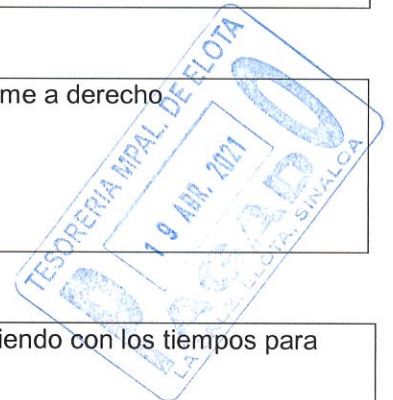 me a derecho
TESORERIA MPAL. DE ELOTA
19 ABR. 2021
PAGADO
LA CRUZ ELOTA, SINALOA
iendo con los tiempos para